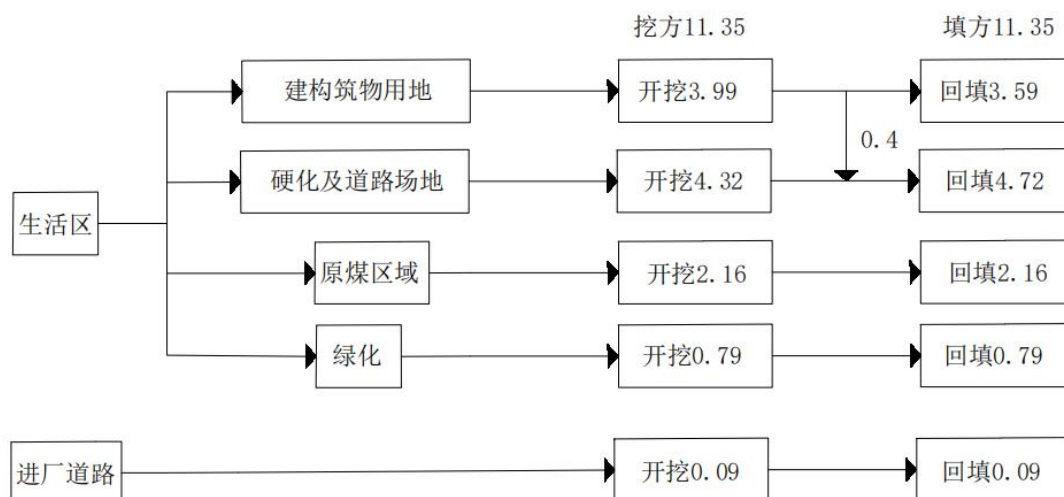 挖方11.35 填方11.35
建构筑物用地 开挖3.99 回填3.59
0.4
硬化及道路场地 开挖4.32 回填4.72
生活区
原煤区域 开挖2.16 回填2.16
绿化 开挖0.79 回填0.79
进厂道路 开挖0.09 回填0.09